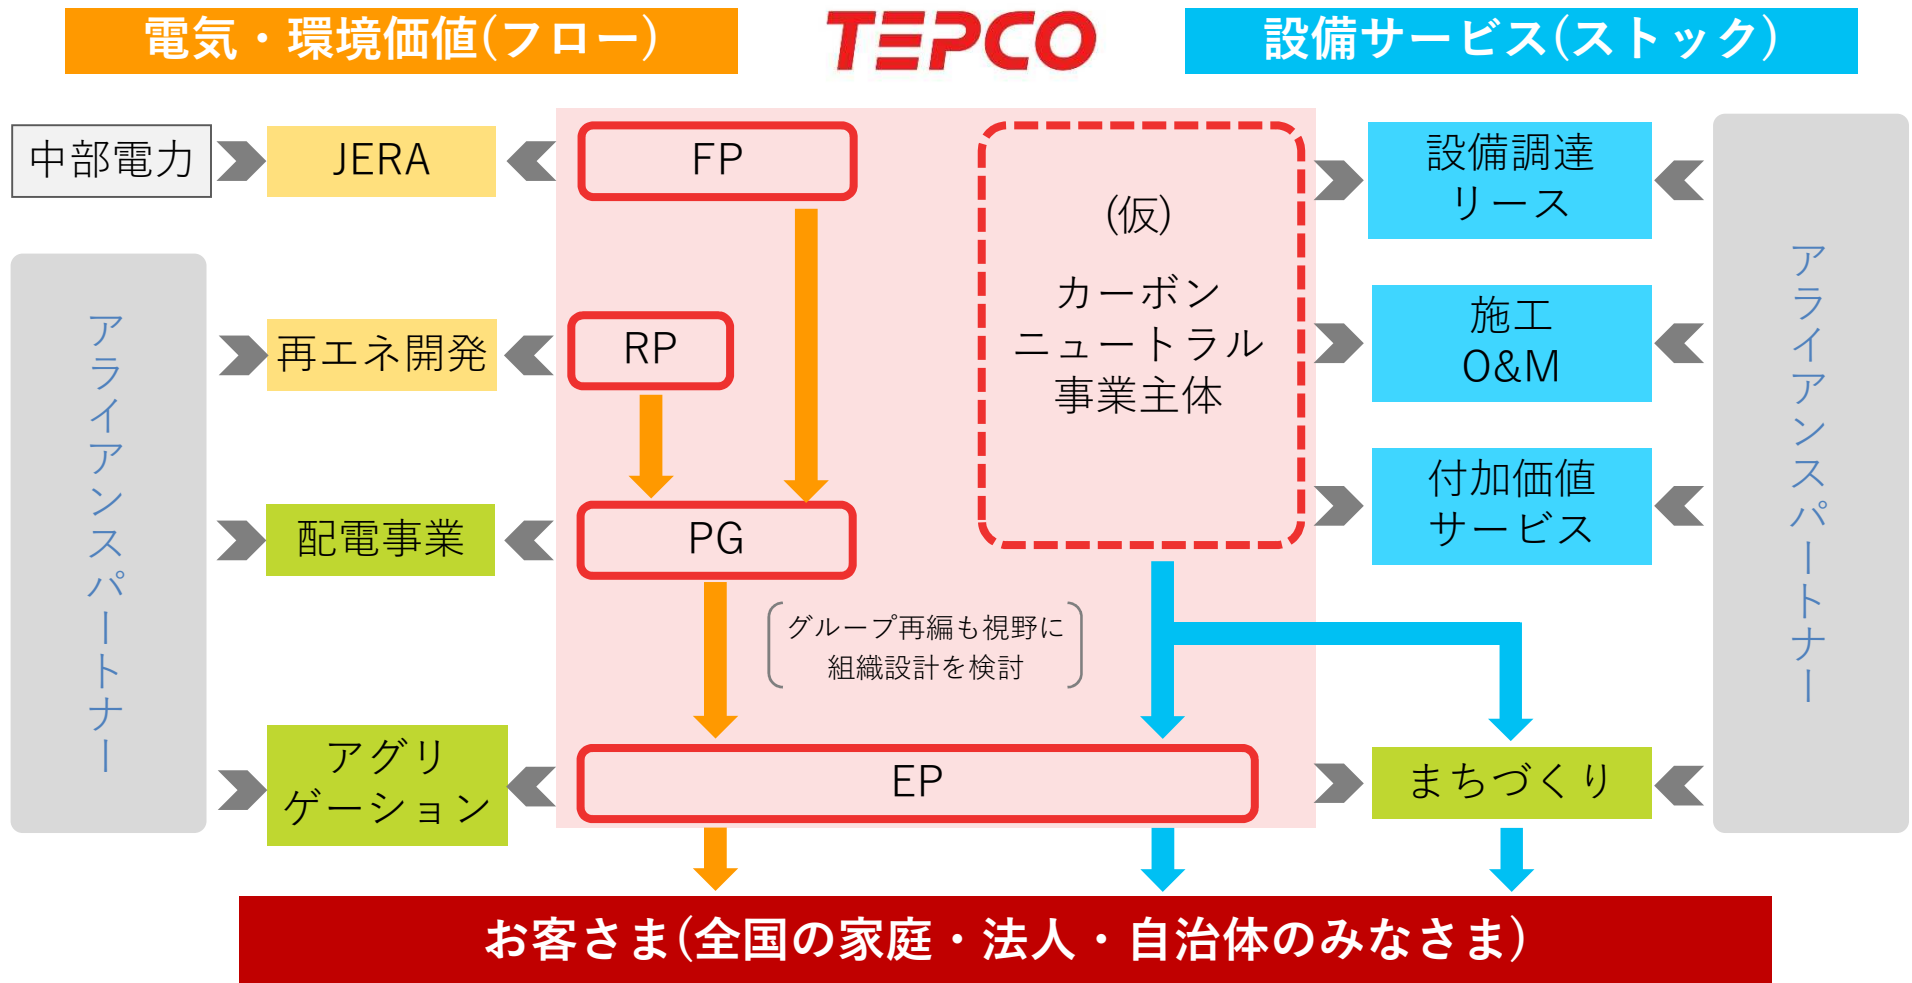 電気・環境価値(フロー)
TEPCO
設備サービス(ストック)
中部電力
JERA
FP
(仮)
カーボン
ニュートラル
事業主体
設備調達
リース
アライアンスパートナー
再エネ開発
RP
施工
O&M
アライアンスパートナー
配電事業
PG
付加価値
サービス
グループ再編も視野に
組織設計を検討
アグリ
ゲーション
EP
まちづくり
お客さま(全国の家庭・法人・自治体のみなさま)